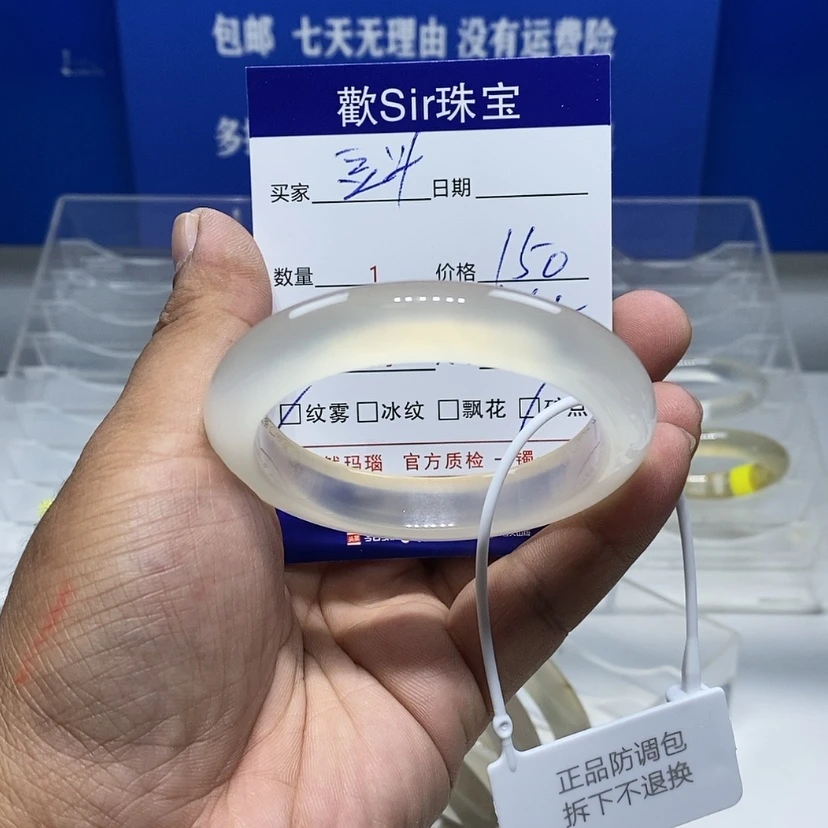 包邮 七天无理由 没有运费险
歡Sir珠宝
买家 日期
数量 1 价格 150
纹雾 冰纹 飘花
玛瑙 官方质检 一镯
正品防调包
拆下不退换